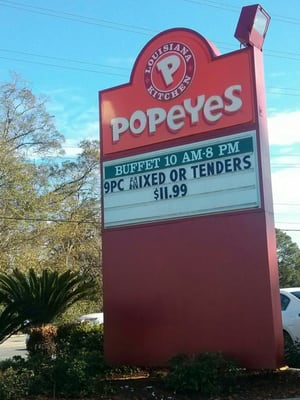 LOUISIANA
P
KITCHEN
POPEYES
BUFFET 10 AM-8 PM
9PC MIXED OR TENDERS
$11.99